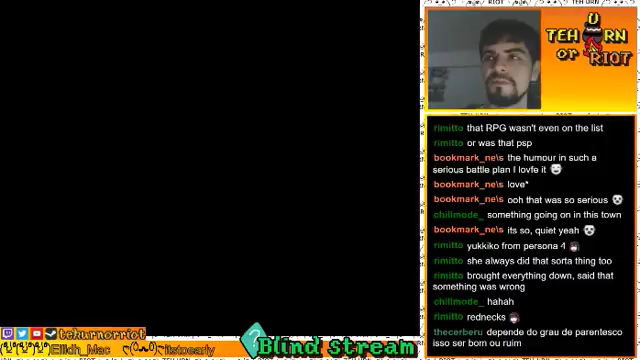 TEH URN
or RIOT
rimitto that RPG wasn't even on the list
rimitto or was that psp
bookmark_ne\s the humour in such a
serious battle plan I lovfe it
bookmark_ne\s love*
bookmark_ne\s ooh that was so serious
chillmode_ something going on in this town
bookmark_ne\s its so, quiet yeah
rimitto yukkiko from persona 4
rimitto she always did that sorta thing too
rimitto brought everything down, said that
something was wrong
chillmode_ hahah
rimitto rednecks
thecerberu depende do grau de parentesco
isso ser bom ou ruim
tehurnorriot
Eilidh_Mac
itstoearly
Blind Stream